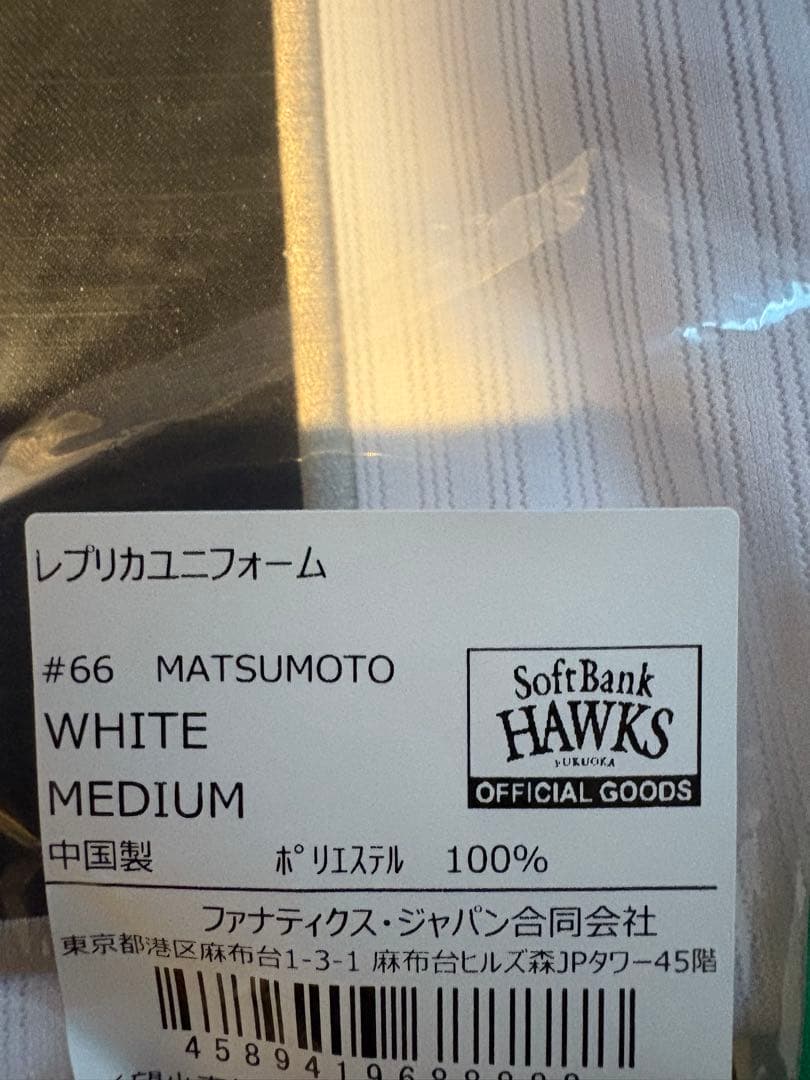 レプリカユニフォーム
#66 MATSUMOTO
WHITE
MEDIUM
SoftBank
HAWKS
FUKUOKA
OFFICIAL GOODS
中国製 ポリエステル 100%
ファナティクス・ジャパン合同会社
東京都港区麻布台1-3-1 麻布台ヒルズ森JPタワー45階